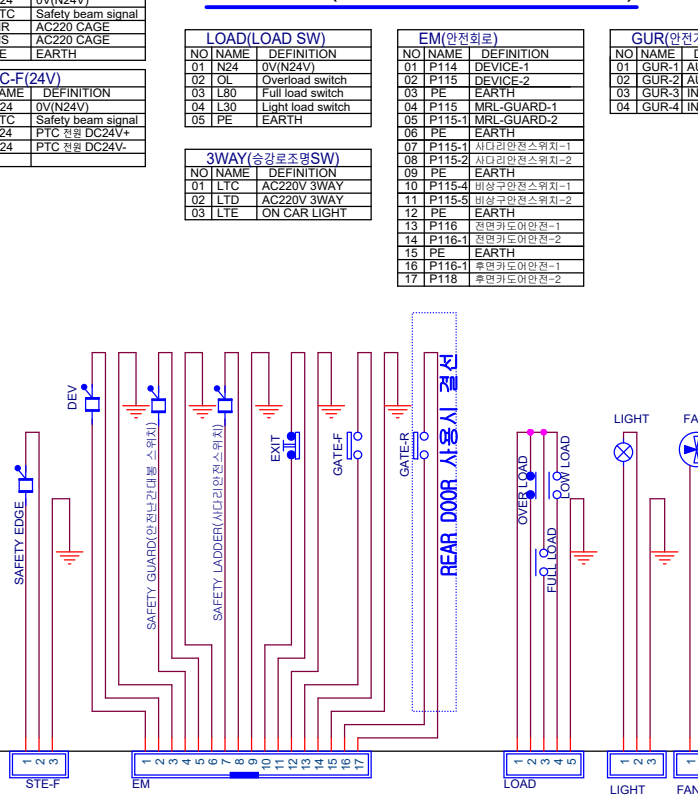 24 0V(N24V)
TC Safety beam signal
R AC220 CAGE
S AC220 CAGE
E EARTH
C-F(24V)
AME DEFINITION
24 0V(N24V)
TC Safety beam signal
24 PTC 전원 DC24V+
24 PTC 전원 DC24V-
LOAD(LOAD SW)
NO NAME DEFINITION
01 N24 0V(N24V)
02 OL Overload switch
03 L80 Full load switch
04 L30 Light load switch
05 PE EARTH
3WAY(승강로조명SW)
NO NAME DEFINITION
01 LTC AC220V 3WAY
02 LTD AC220V 3WAY
03 LTE ON CAR LIGHT
EM(안전회로)
NO NAME DEFINITION
01 P114 DEVICE-1
02 P115 DEVICE-2
03 PE EARTH
04 P115 MRL-GUARD-1
05 P115-1 MRL-GUARD-2
06 PE EARTH
07 P115-1 사다리안전스위치-1
08 P115-2 사다리안전스위치-2
09 PE EARTH
10 P115-4 비상구안전스위치-1
11 P115-5 비상구안전스위치-2
12 PE EARTH
13 P116 전면카도어안전-1
14 P116-1 전면카도어안전-2
15 PE EARTH
16 P116-1 후면카도어안전-1
17 P118 후면카도어안전-2
GUR(안전
NO NAME
01 GUR-1 AU
02 GUR-2 AU
03 GUR-3 IN
04 GUR-4 IN
SAFETY EDGE
DEV
SAFETY GUARD(안전난간대봉 스위치)
SAFETY LADDER(사다리안전스위치)
EXIT
GATE-F
GATE-R
REAR DOOR 사용시 결선
OVER LOAD
FULL LOAD
LOW LOAD
LIGHT
FA
1 2 3
STE-F
1 2 3 4 5 6 7 8 9 10 11 12 13 14 15 16 17
EM
1 2 3 4 5
LOAD
1 2 3
LIGHT
1
FAN